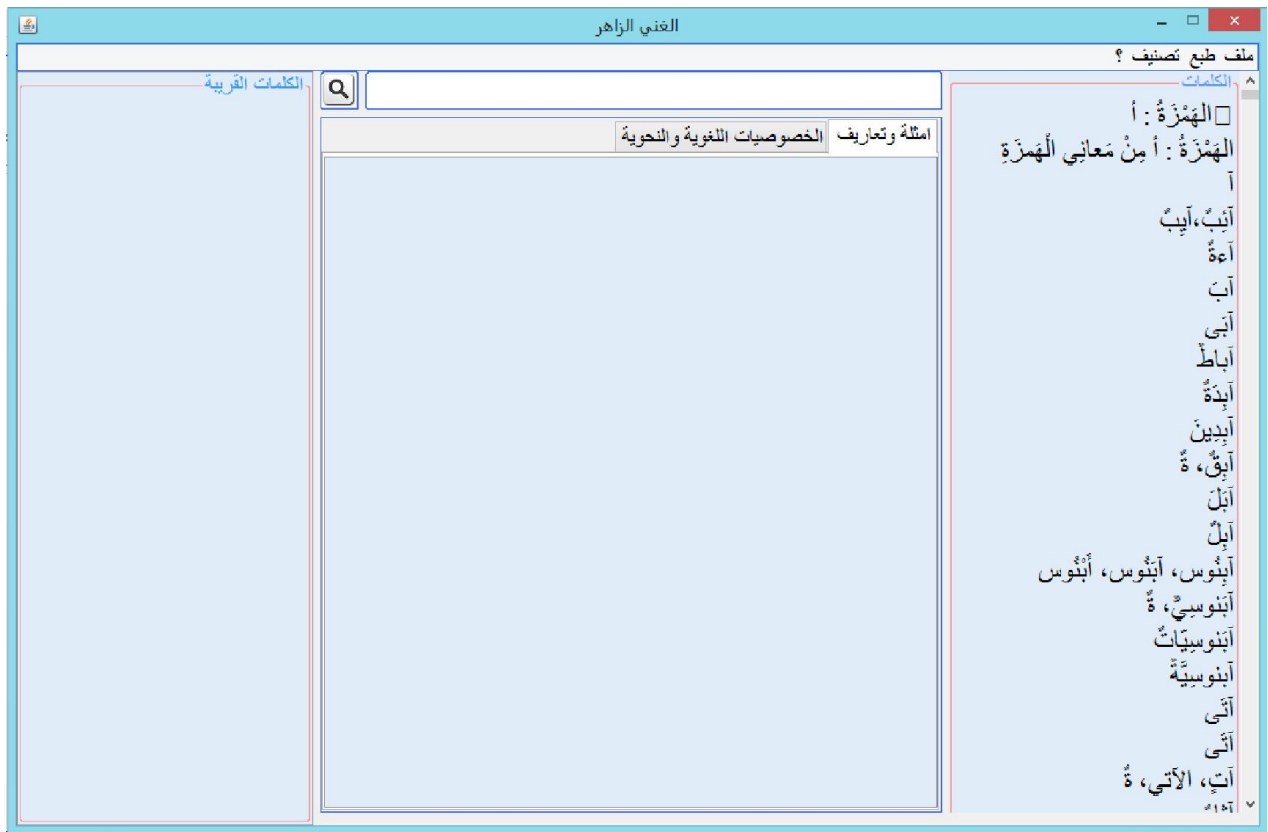 الغني الزاهر
ملف طبع تصنيف ؟
الكلمات
الهَمْزَةُ : أ
الهَمْزَةُ : أ مِنْ مَعانِي الْهَمزَةِ
آ
آئِبٌ،آيِبٌ
آءةٌ
آبَ
آبَى
آباطٌ
آبِدَةٌ
آبِدِينَ
آبِقٌ، ةٌ
آبَلَ
آبِلٌ
آبِنُوس، آبَنُوس، أَبْنُوس
آبَنوسِيٌّ، ةٌ
آبَنوسِيّاتٌ
آبنوسِيَّةٌ
آتَى
آتَى
آتٍ، الآتي، ةٌ
امثلة وتعاريف
الخصوصيات اللغوية والنحوية
الكلمات القريبة